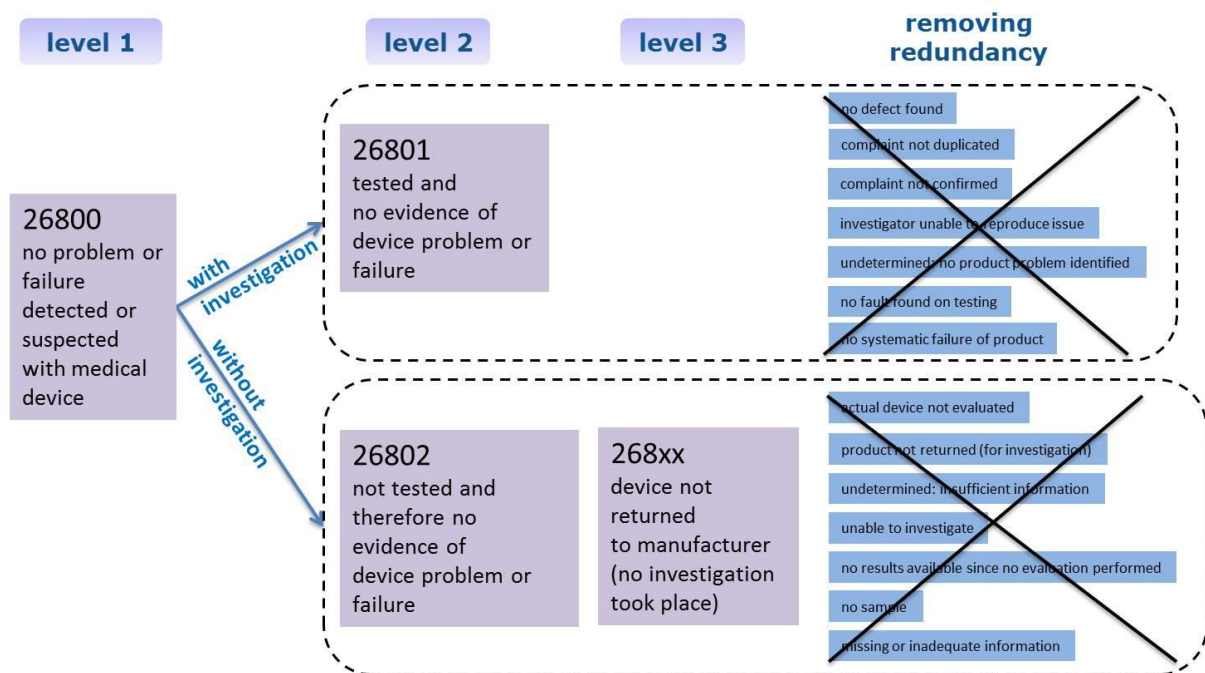 level 1
level 2
level 3
removing
redundancy
26800
no problem or
failure
detected or
suspected
with medical
device
with
investigation
without
investigation
26801
tested and
no evidence of
device problem or
failure
no defect found
complaint not duplicated
complaint not confirmed
investigator unable to reproduce issue
undetermined: no product problem identified
no fault found on testing
no systematic failure of product
26802
not tested and
therefore no
evidence of
device problem or
failure
268xx
device not
returned
to manufacturer
(no investigation
took place)
actual device not evaluated
product not returned (for investigation)
undetermined: insufficient information
unable to investigate
no results available since no evaluation performed
no sample
missing or inadequate information